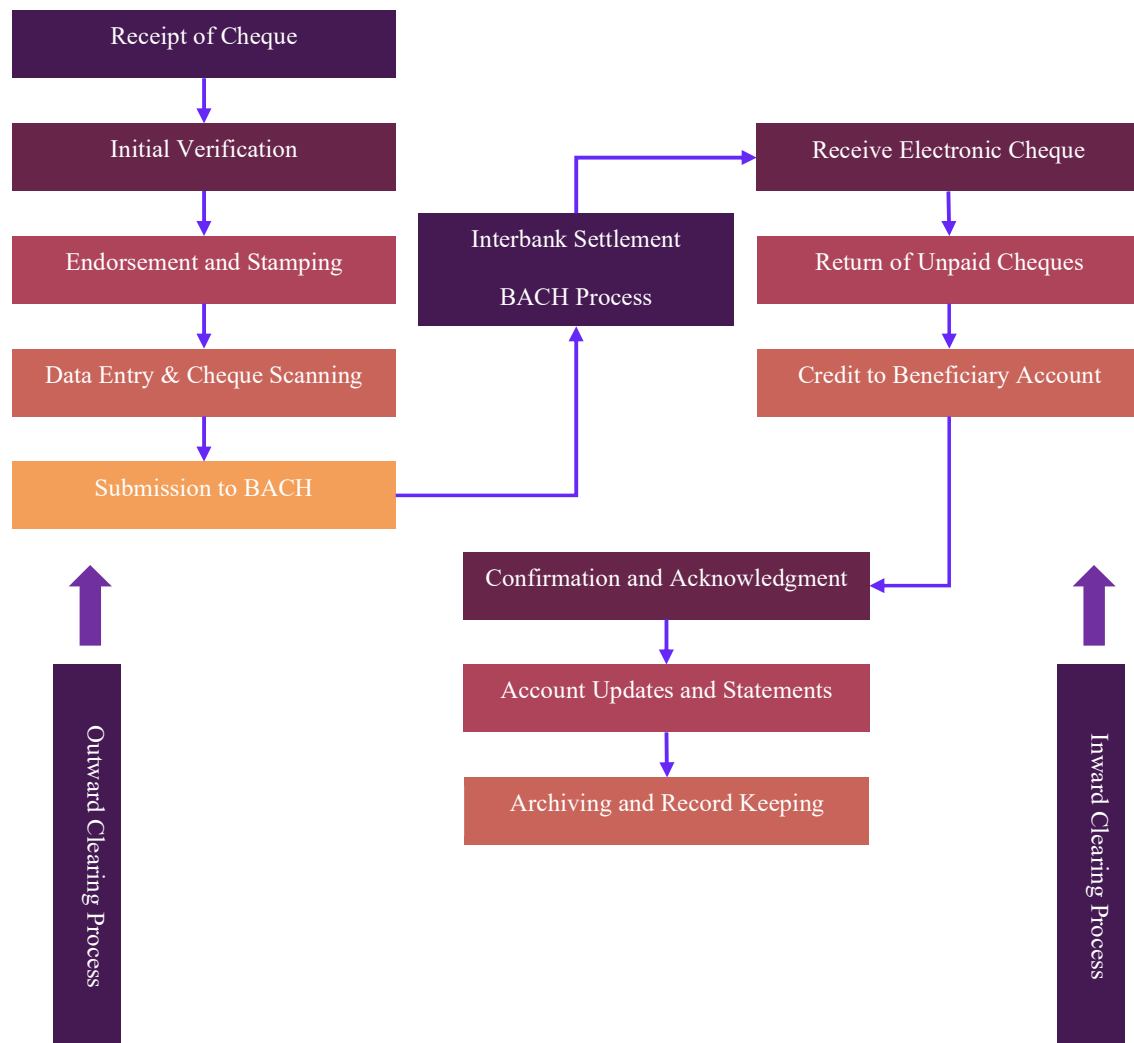 Receipt of Cheque
Initial Verification
Endorsement and Stamping
Data Entry & Cheque Scanning
Submission to BACH
Interbank Settlement
BACH Process
Receive Electronic Cheque
Return of Unpaid Cheques
Credit to Beneficiary Account
Confirmation and Acknowledgment
Account Updates and Statements
Archiving and Record Keeping
Outward Clearing Process
Inward Clearing Process